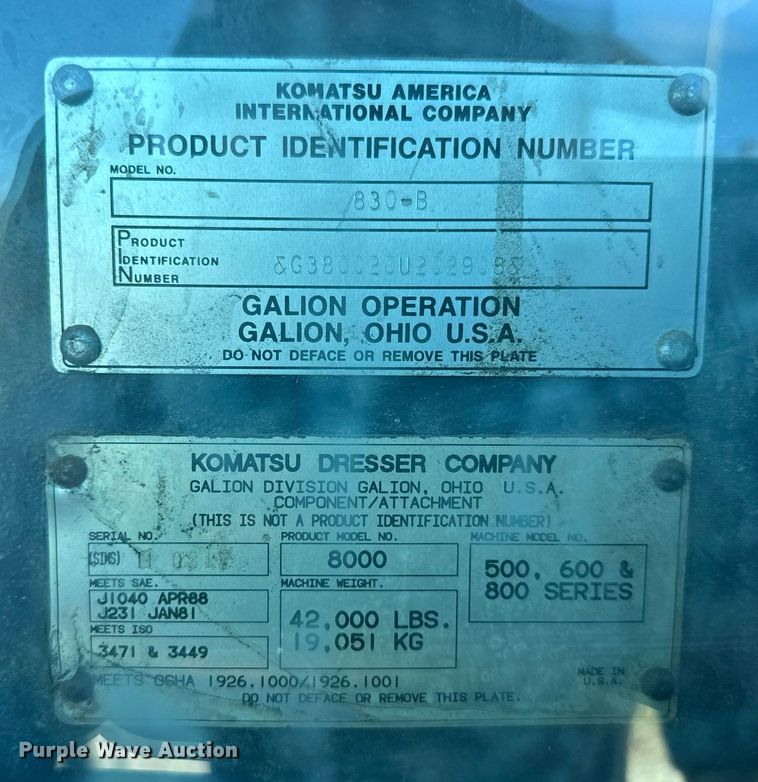 KOMATSU AMERICA
INTERNATIONAL COMPANY
PRODUCT IDENTIFICATION NUMBER
MODEL NO.
830-B
PRODUCT
IDENTIFICATION
NUMBER
GALION OPERATION
GALION, OHIO U.S.A.
DO NOT DEFACE OR REMOVE THIS PLATE
KOMATSU DRESSER COMPANY
GALION DIVISION GALION, OHIO U.S.A.
COMPONENT/ATTACHMENT
(THIS IS NOT A PRODUCT IDENTIFICATION NUMBER)
SERIAL NO. PRODUCT MODEL NO. MACHINE MODEL NO.
(SIMS) 8000
500, 600 &
800 SERIES
MEETS SAE. MACHINE WEIGHT.
J1040 APR88
J231 JAN81
42,000 LBS.
19,051 KG
MEETS ISO
3471 & 3449
MEETS OSHA 1926.1000/1926.1001
MADE IN
U.S.A.
DO NOT DEFACE OR REMOVE THIS PLATE.
Purple Wave Auction